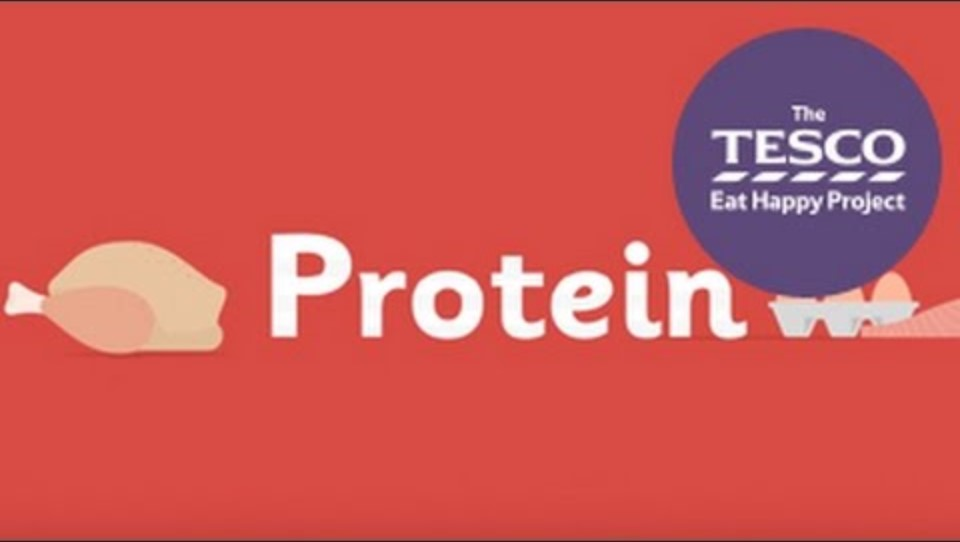 The
TESCO
Eat Happy Project
Protein